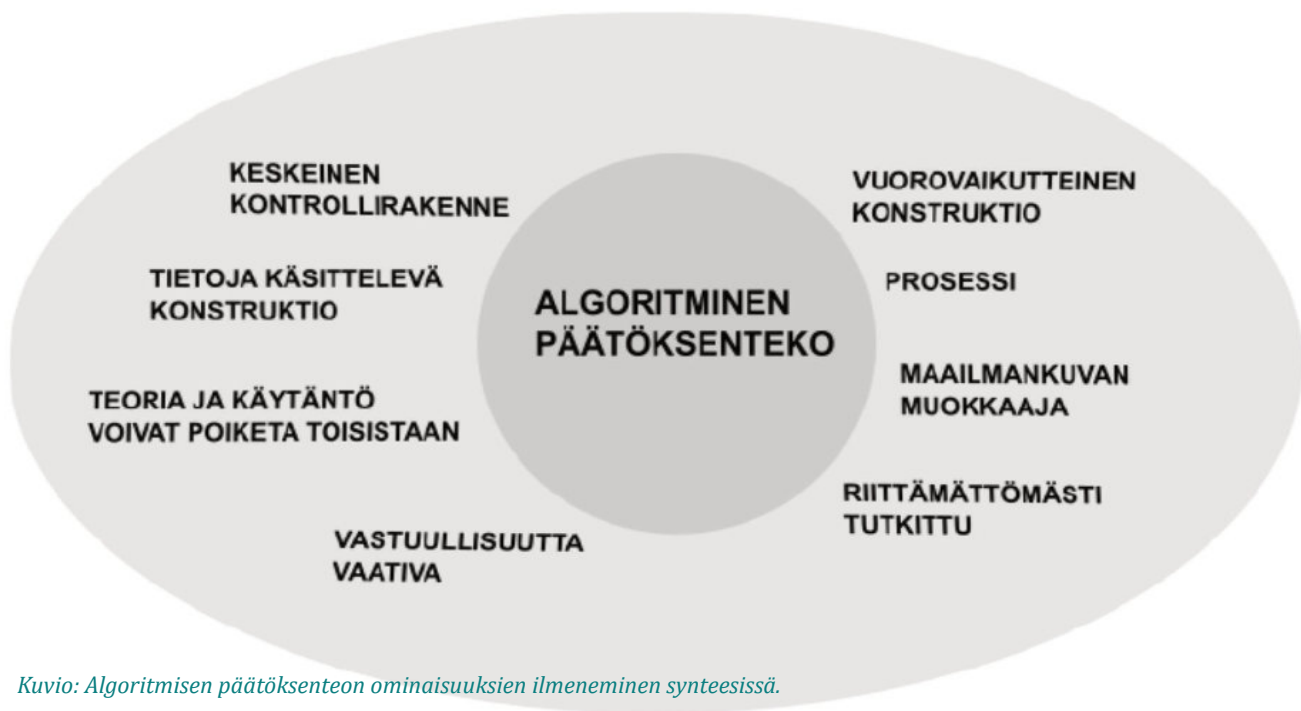 KESKEINEN
KONTROLLIRAKENNE
TIETOJA KÄSITTELEVÄ
KONSTRUKTIO
TEORIA JA KÄYTÄNTÖ
VOIVAT POIKETA TOISISTAAN
VASTUULLISUUTTA
VAATIVA
ALGORITMINEN
PÄÄTÖKSENTEKO
VUOROVAIKUTTEINEN
KONSTRUKTIO
PROSESSI
MAAILMANKUVAN
MUOKKAAJA
RIITTÄMÄTTÖMÄSTI
TUTKITTU
Kuvio: Algoritmisen päätöksenteon ominaisuuksien ilmeneminen synteesissä.